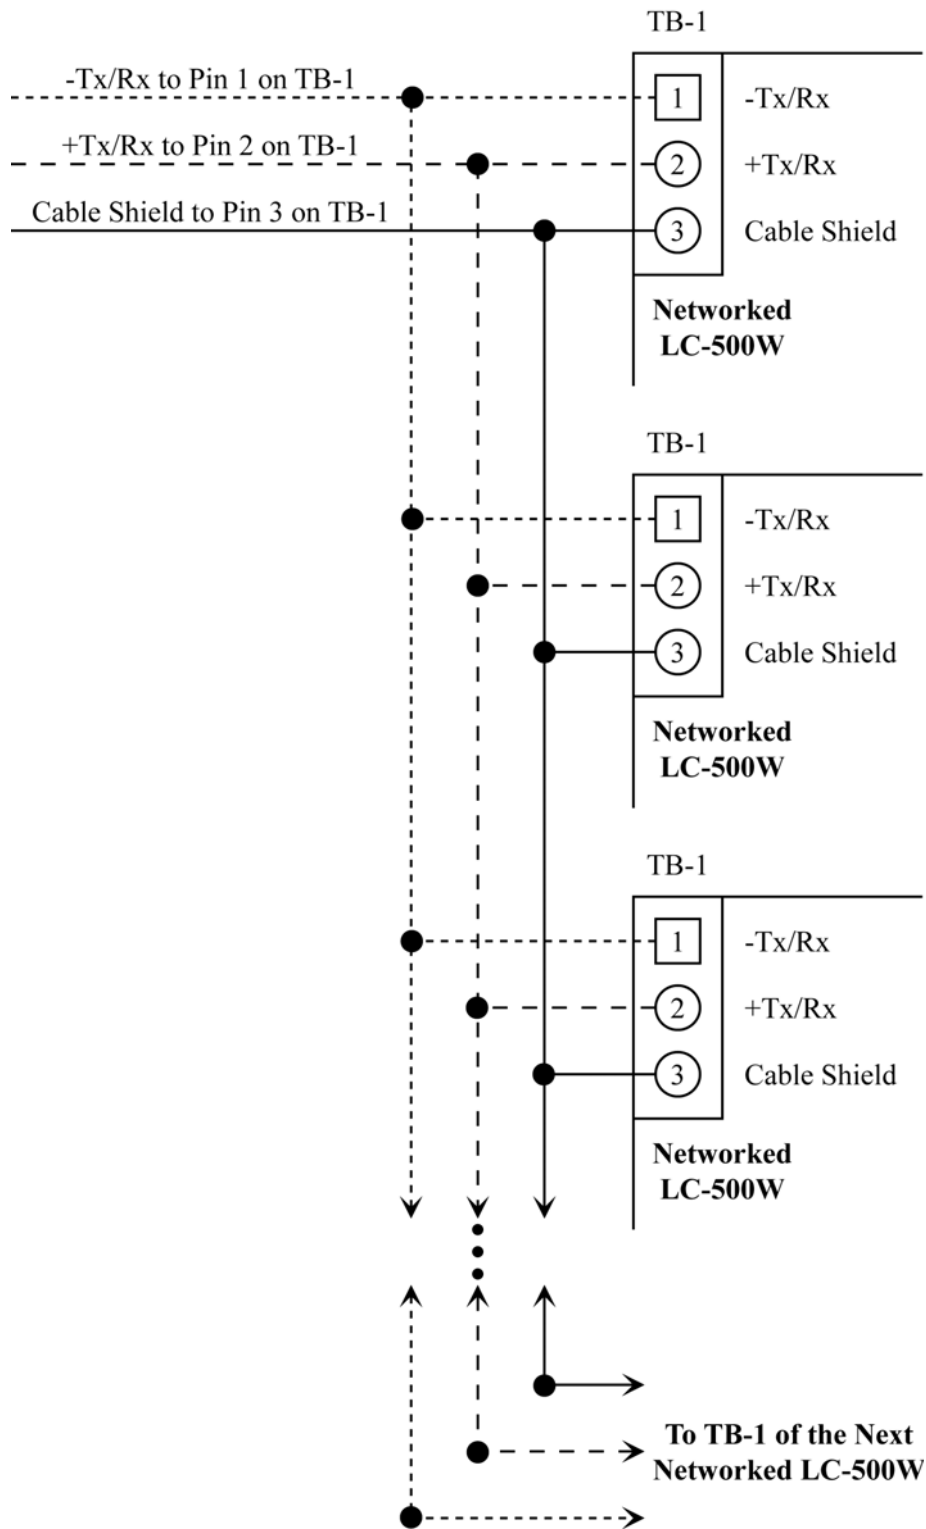 TB-1
-Tx/Rx to Pin 1 on TB-1
1
-Tx/Rx
+Tx/Rx to Pin 2 on TB-1
2
+Tx/Rx
Cable Shield to Pin 3 on TB-1
3
Cable Shield
Networked
LC-500W
TB-1
1
-Tx/Rx
2
+Tx/Rx
3
Cable Shield
Networked
LC-500W
TB-1
1
-Tx/Rx
2
+Tx/Rx
3
Cable Shield
Networked
LC-500W
To TB-1 of the Next
Networked LC-500W